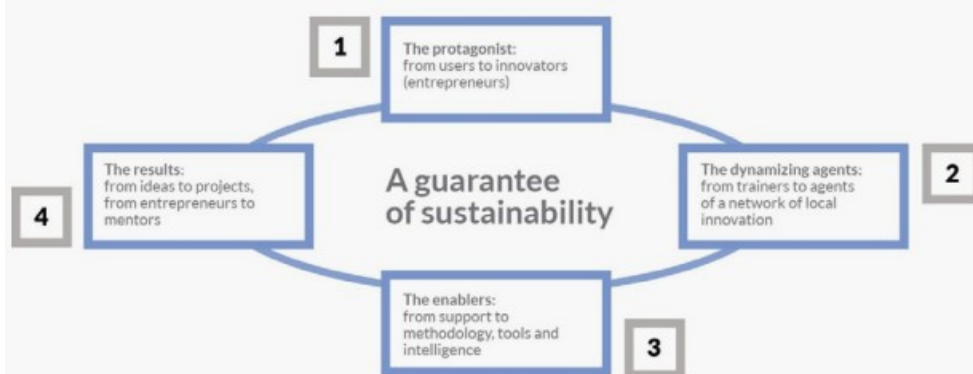 1
The protagonist:
from users to innovators
(entrepreneurs)
The results:
from ideas to projects,
from entrepreneurs to
mentors
4
A guarantee
of sustainability
The dynamizing agents:
from trainers to agents
of a network of local
innovation
2
The enablers:
from support to
methodology, tools and
intelligence
3